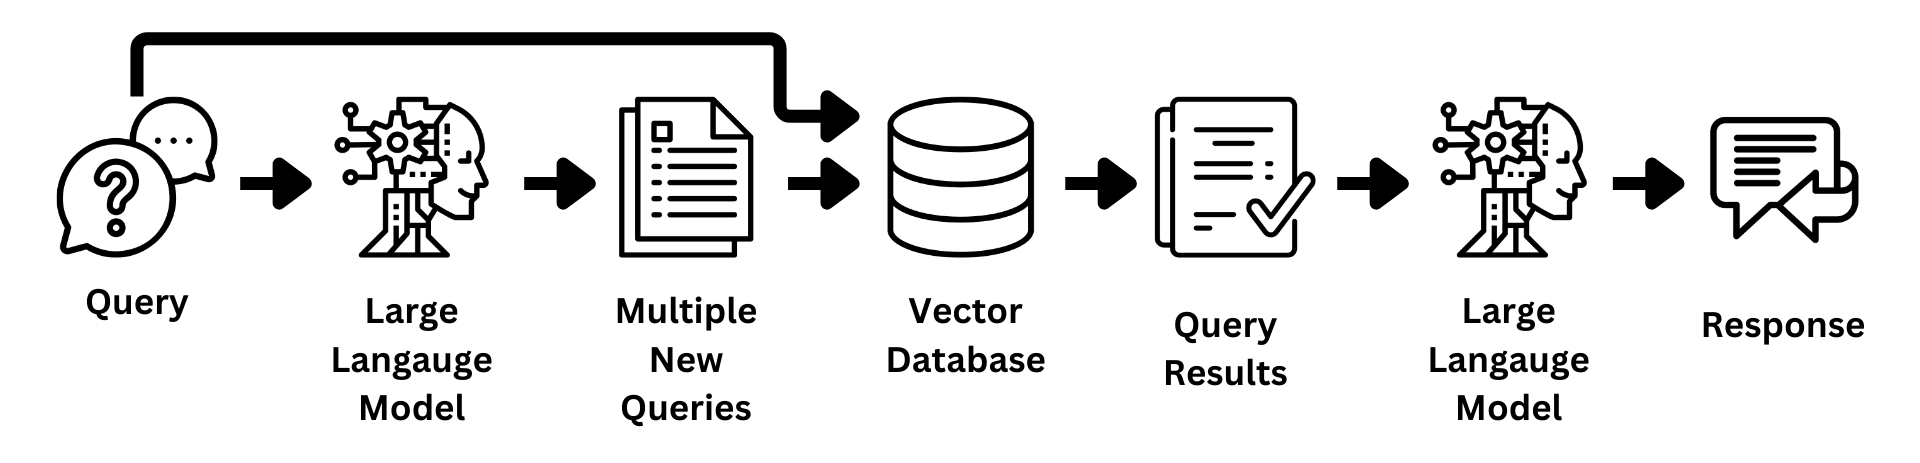 Query
Large
Langauge
Model
Multiple
New
Queries
Vector
Database
Query
Results
Large
Langauge
Model
Response